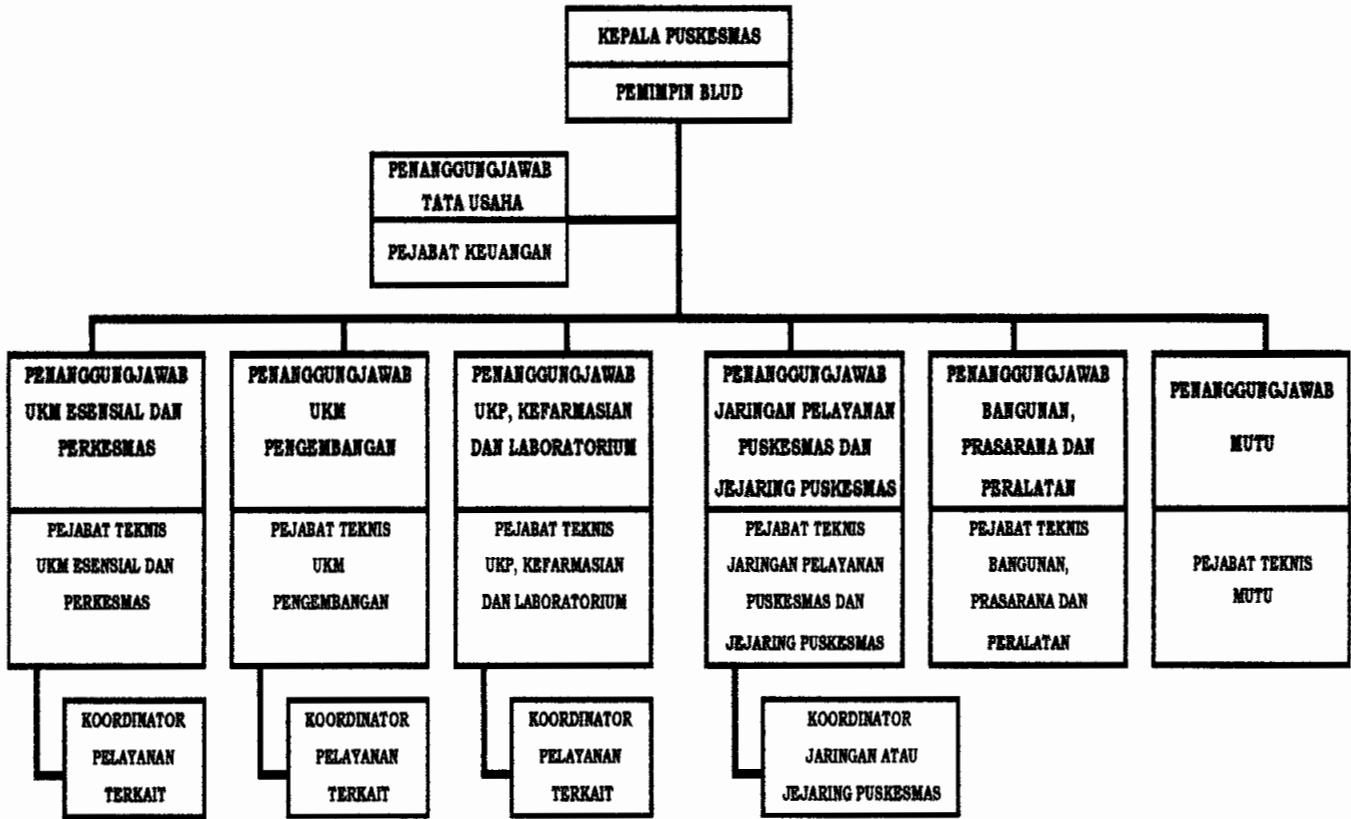 KEPALA PUSKESMAS
PEMIMPIN BLUD
PENANGGUNGJAWAB
TATA USAHA
PEJABAT KEUANGAN
PENANGGUNGJAWAB
UKM ESENSIAL DAN
PERKESMAS
PEJABAT TEKNIS
UKM ESENSIAL DAN
PERKESMAS
KOORDINATOR
PELAYANAN
TERKAIT
PENANGGUNGJAWAB
UKM
PENGEMBANGAN
PEJABAT TEKNIS
UKM
PENGEMBANGAN
KOORDINATOR
PELAYANAN
TERKAIT
PENANGGUNGJAWAB
UKP, KEFARMASIAN
DAN LABORATORIUM
PEJABAT TEKNIS
UKP, KEFARMASIAN
DAN LABORATORIUM
KOORDINATOR
PELAYANAN
TERKAIT
PENANGGUNGJAWAB
JARINGAN PELAYANAN
PUSKESMAS DAN
JEJARING PUSKESMAS
PEJABAT TEKNIS
JARINGAN PELAYANAN
PUSKESMAS DAN
JEJARING PUSKESMAS
KOORDINATOR
JARINGAN ATAU
JEJARING PUSKESMAS
PENANGGUNGJAWAB
BANGUNAN,
PRASARANA DAN
PERALATAN
PEJABAT TEKNIS
BANGUNAN,
PRASARANA DAN
PERALATAN
PENANGGUNGJAWAB
MUTU
PEJABAT TEKNIS
MUTU